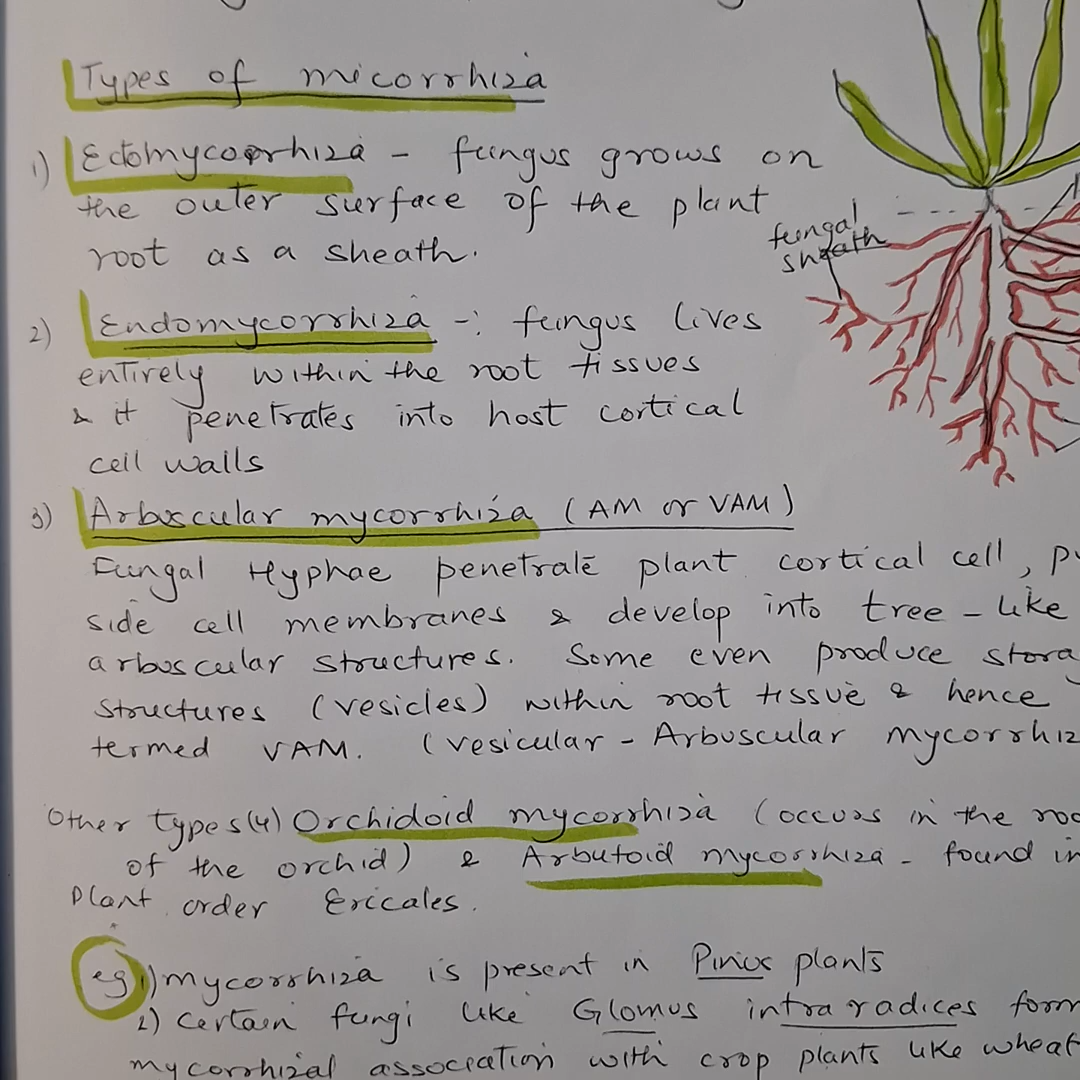 Types of micorrhiza
1) Ectomycorrhiza - fungus grows on
the outer surface of the plant
root as a sheath.
fungal
sheath
2) Endomycorrhiza -: fungus lives
entirely within the root tissues
& it penetrates into host cortical
cell walls
3) Arbuscular mycorrhiza (AM or VAM)
Fungal Hyphae penetrate plant cortical cell,
side cell membranes & develop into tree-like
arbuscular structures. Some even produce stora
structures (vesicles) within root tissue & hence
termed VAM. (vesicular-Arbuscular mycorrhiz
Other types(4) Orchidoid mycorrhiza (occurs in the roo
of the orchid) & Arbutoid mycorrhiza - found in
plant order Ericales.
eg 1) mycorrhiza is present in Pinus plants
2) certain fungi like Glomus intraradices form
mycorrhizal association with crop plants like wheat